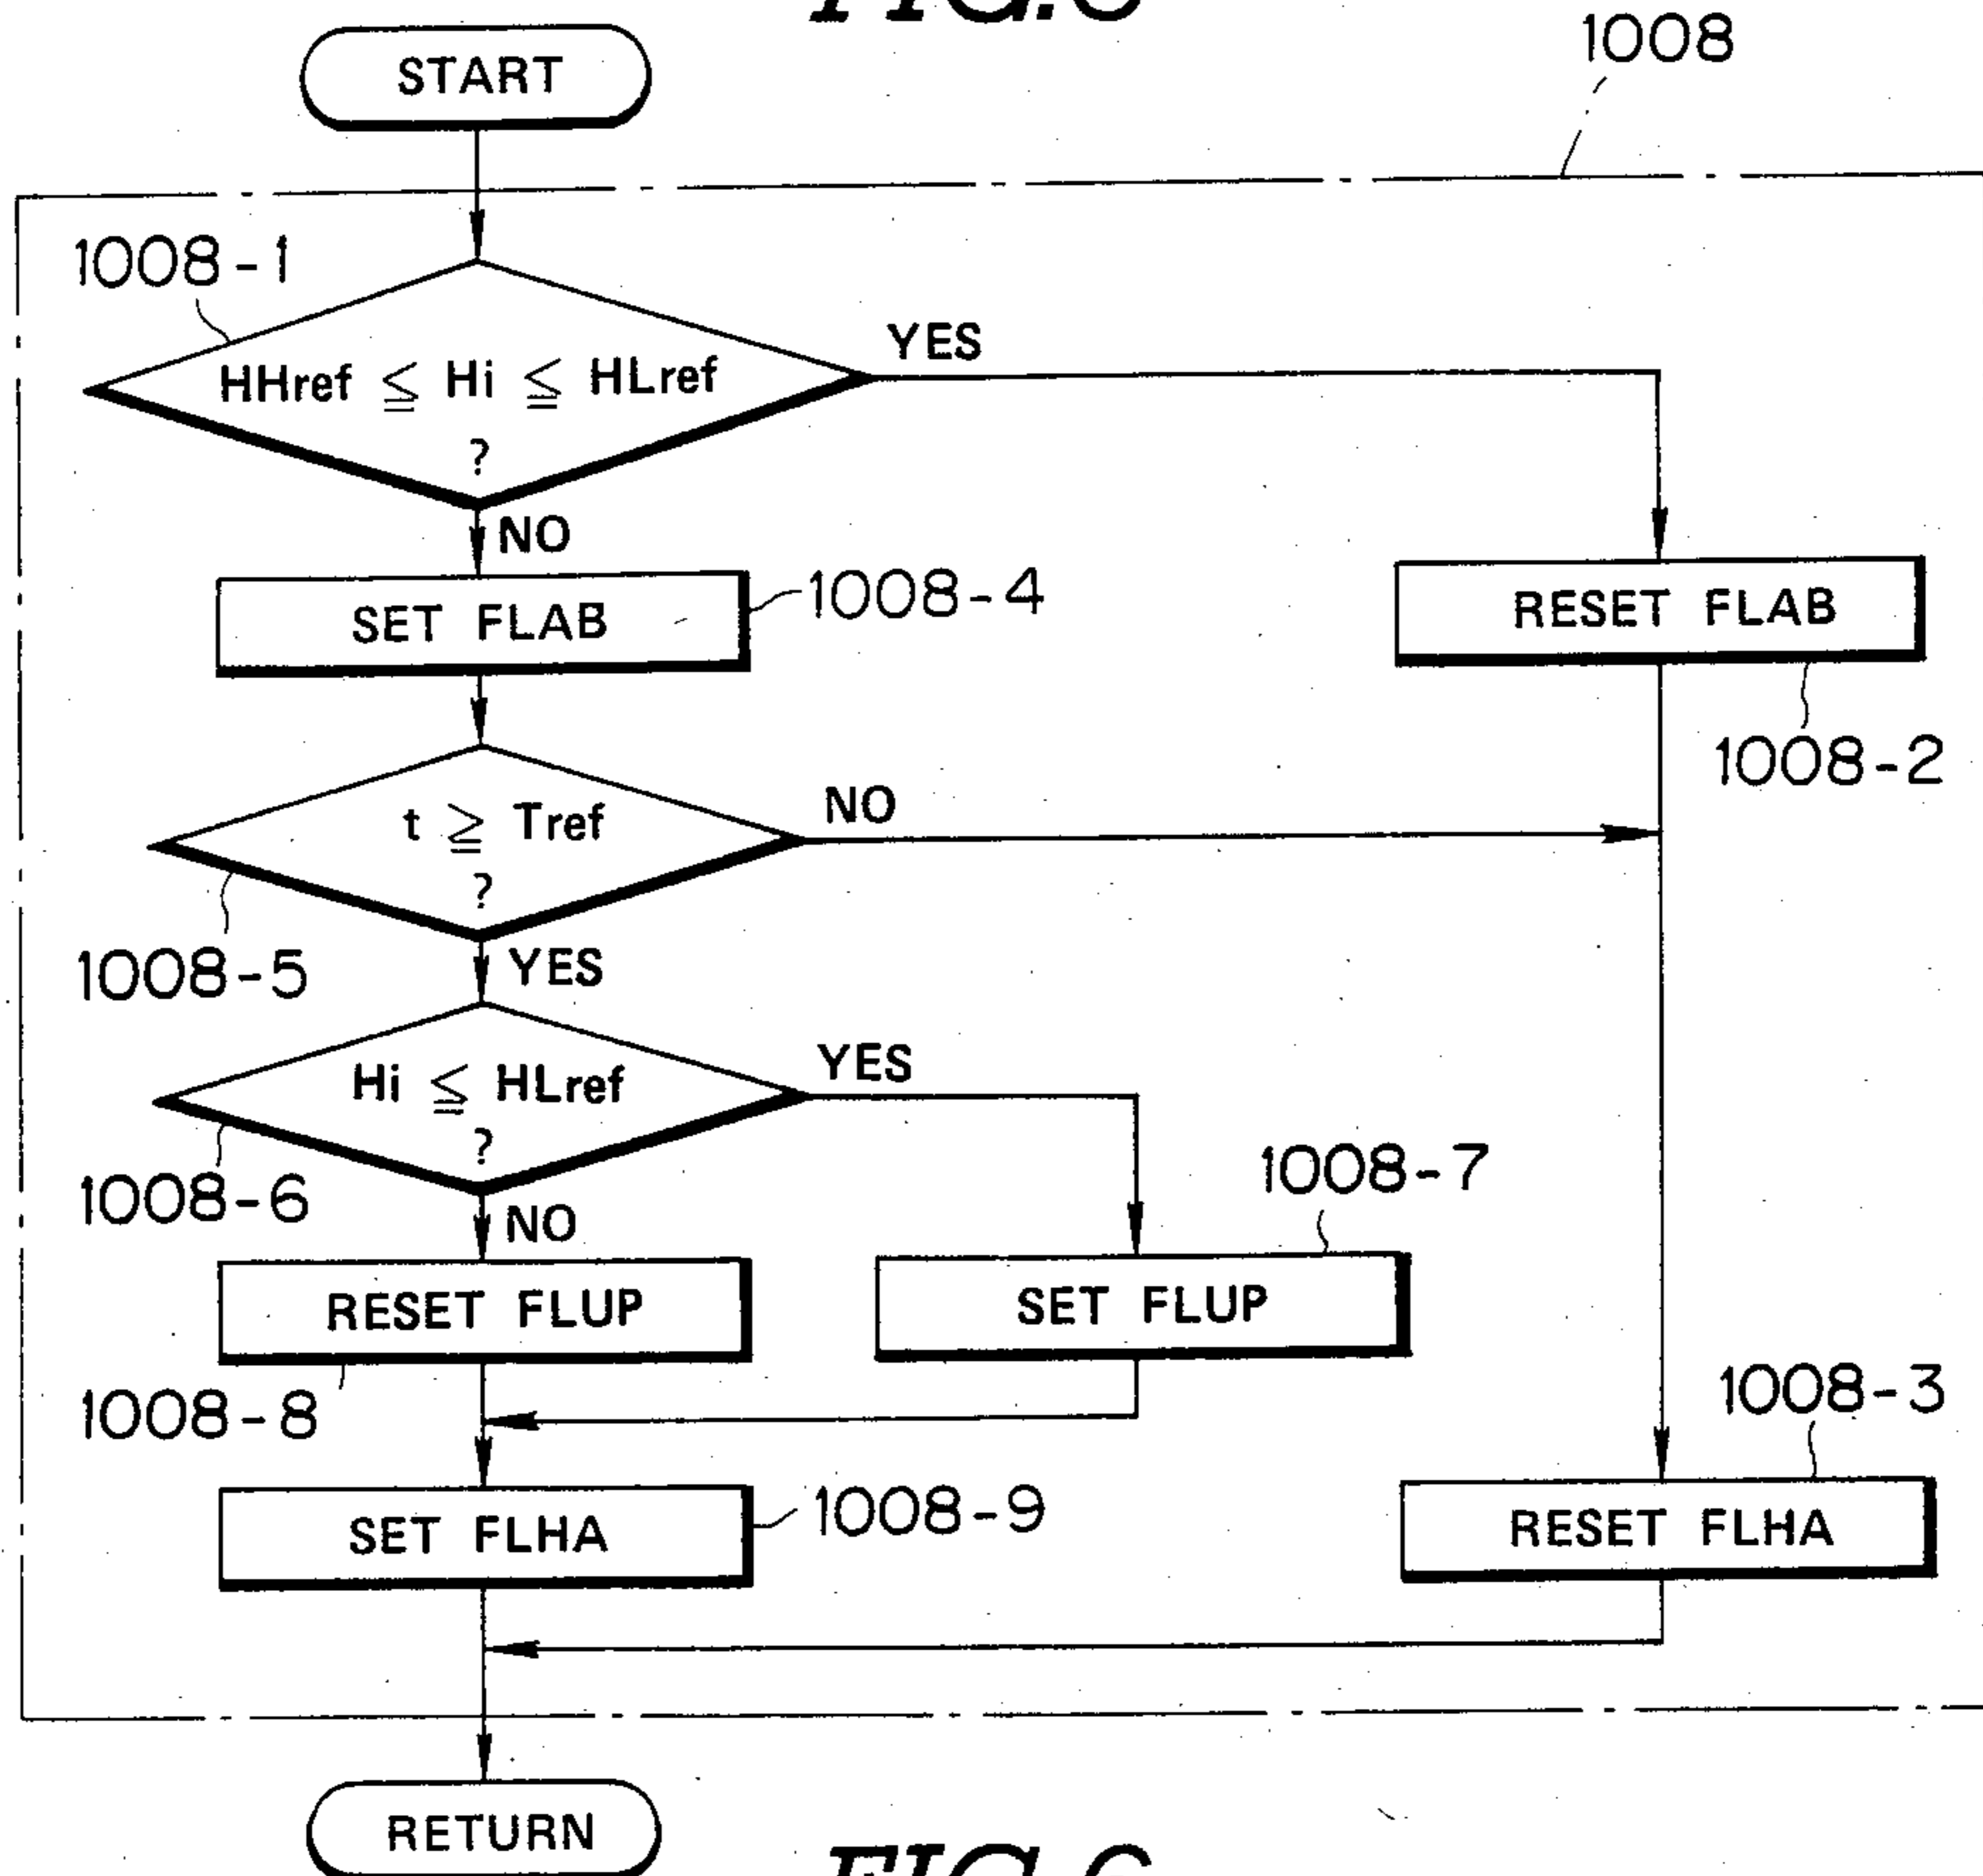 START
1008
1008-1
HHref ≦ Hi ≦ HLref
?
YES
NO
SET FLAB
1008-4
RESET FLAB
1008-2
t ≧ Tref
?
NO
1008-5
YES
Hi ≦ HLref
?
YES
1008-6
NO
1008-7
RESET FLUP
SET FLUP
1008-8
1008-3
SET FLHA
1008-9
RESET FLHA
RETURN